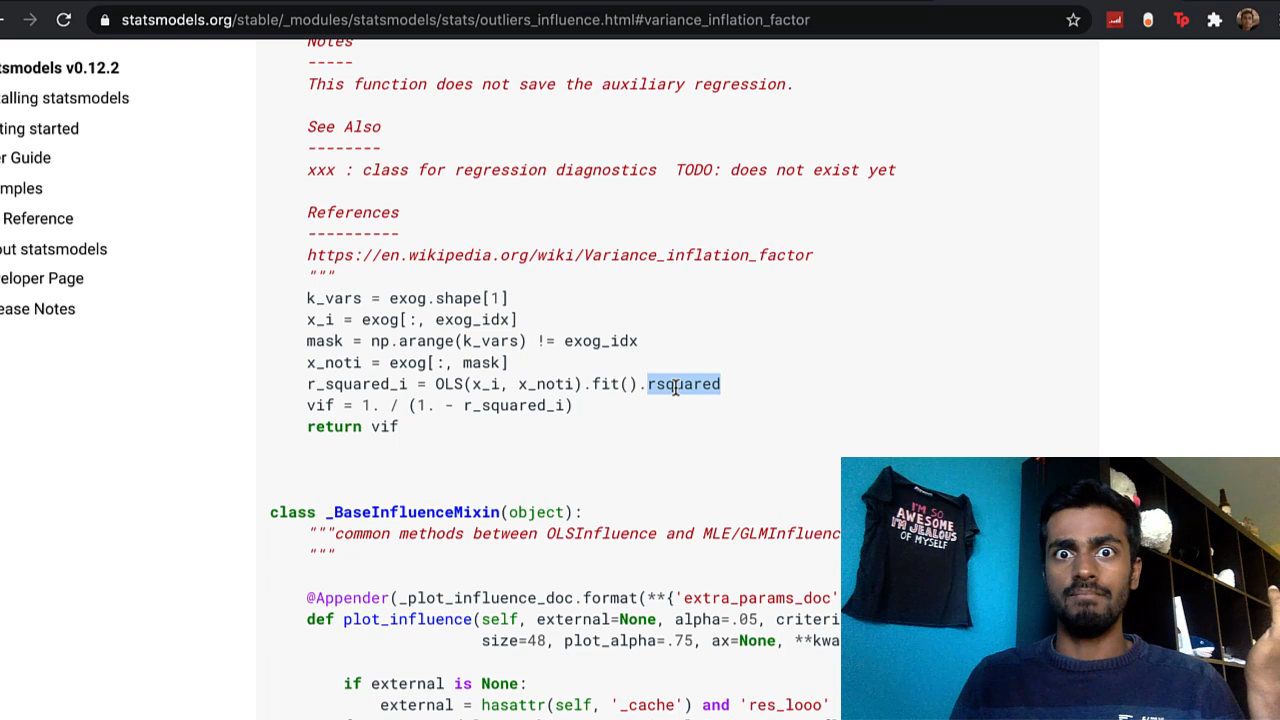 statsmodels.org/stable/_modules/statsmodels/stats/outliers_influence.html#variance_inflation_factor
Tp
tsmodels v0.12.2
alling statsmodels
ting started
r Guide
mples
Reference
out statsmodels
eloper Page
ease Notes
Notes
-----
This function does not save the auxiliary regression.
See Also
--------
xxx : class for regression diagnostics  TODO: does not exist yet
References
----------
https://en.wikipedia.org/wiki/Variance_inflation_factor
"""
k_vars = exog.shape[1]
x_i = exog[:, exog_idx]
mask = np.arange(k_vars) != exog_idx
x_noti = exog[:, mask]
r_squared_i = OLS(x_i, x_noti).fit().rsquared
vif = 1. / (1. - r_squared_i)
return vif
class _BaseInfluenceMixin(object):
"""common methods between OLSInfluence and MLE/GLMInfluenc
"""
@Appender(_plot_influence_doc.format(**{'extra_params_doc'
def plot_influence(self, external=None, alpha=.05, criteri
size=48, plot_alpha=.75, ax=None, **kwa
if external is None:
external = hasattr(self, '_cache') and 'res_looo'
I'M SO
AWESOME
I'M JEALOUS
OF MYSELF